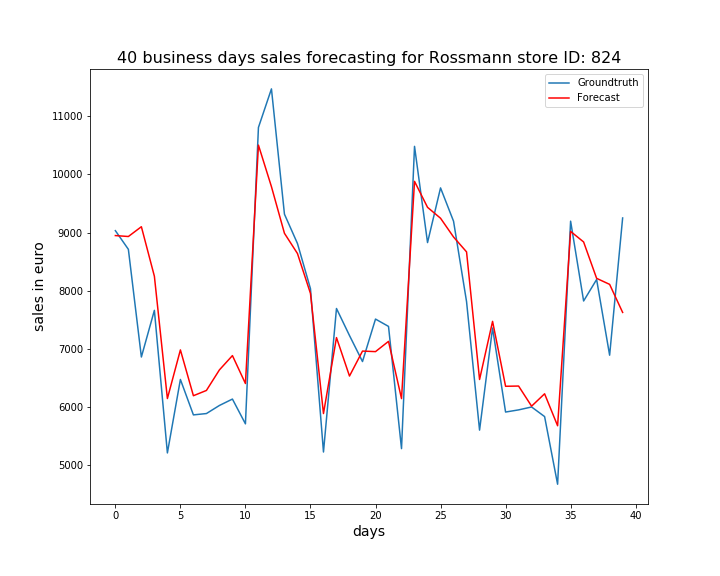 40 business days sales forecasting for Rossmann store ID: 824
Groundtruth
Forecast
11000
10000
9000
8000
7000
6000
5000
sales in euro
0 5 10 15 20 25 30 35 40
days